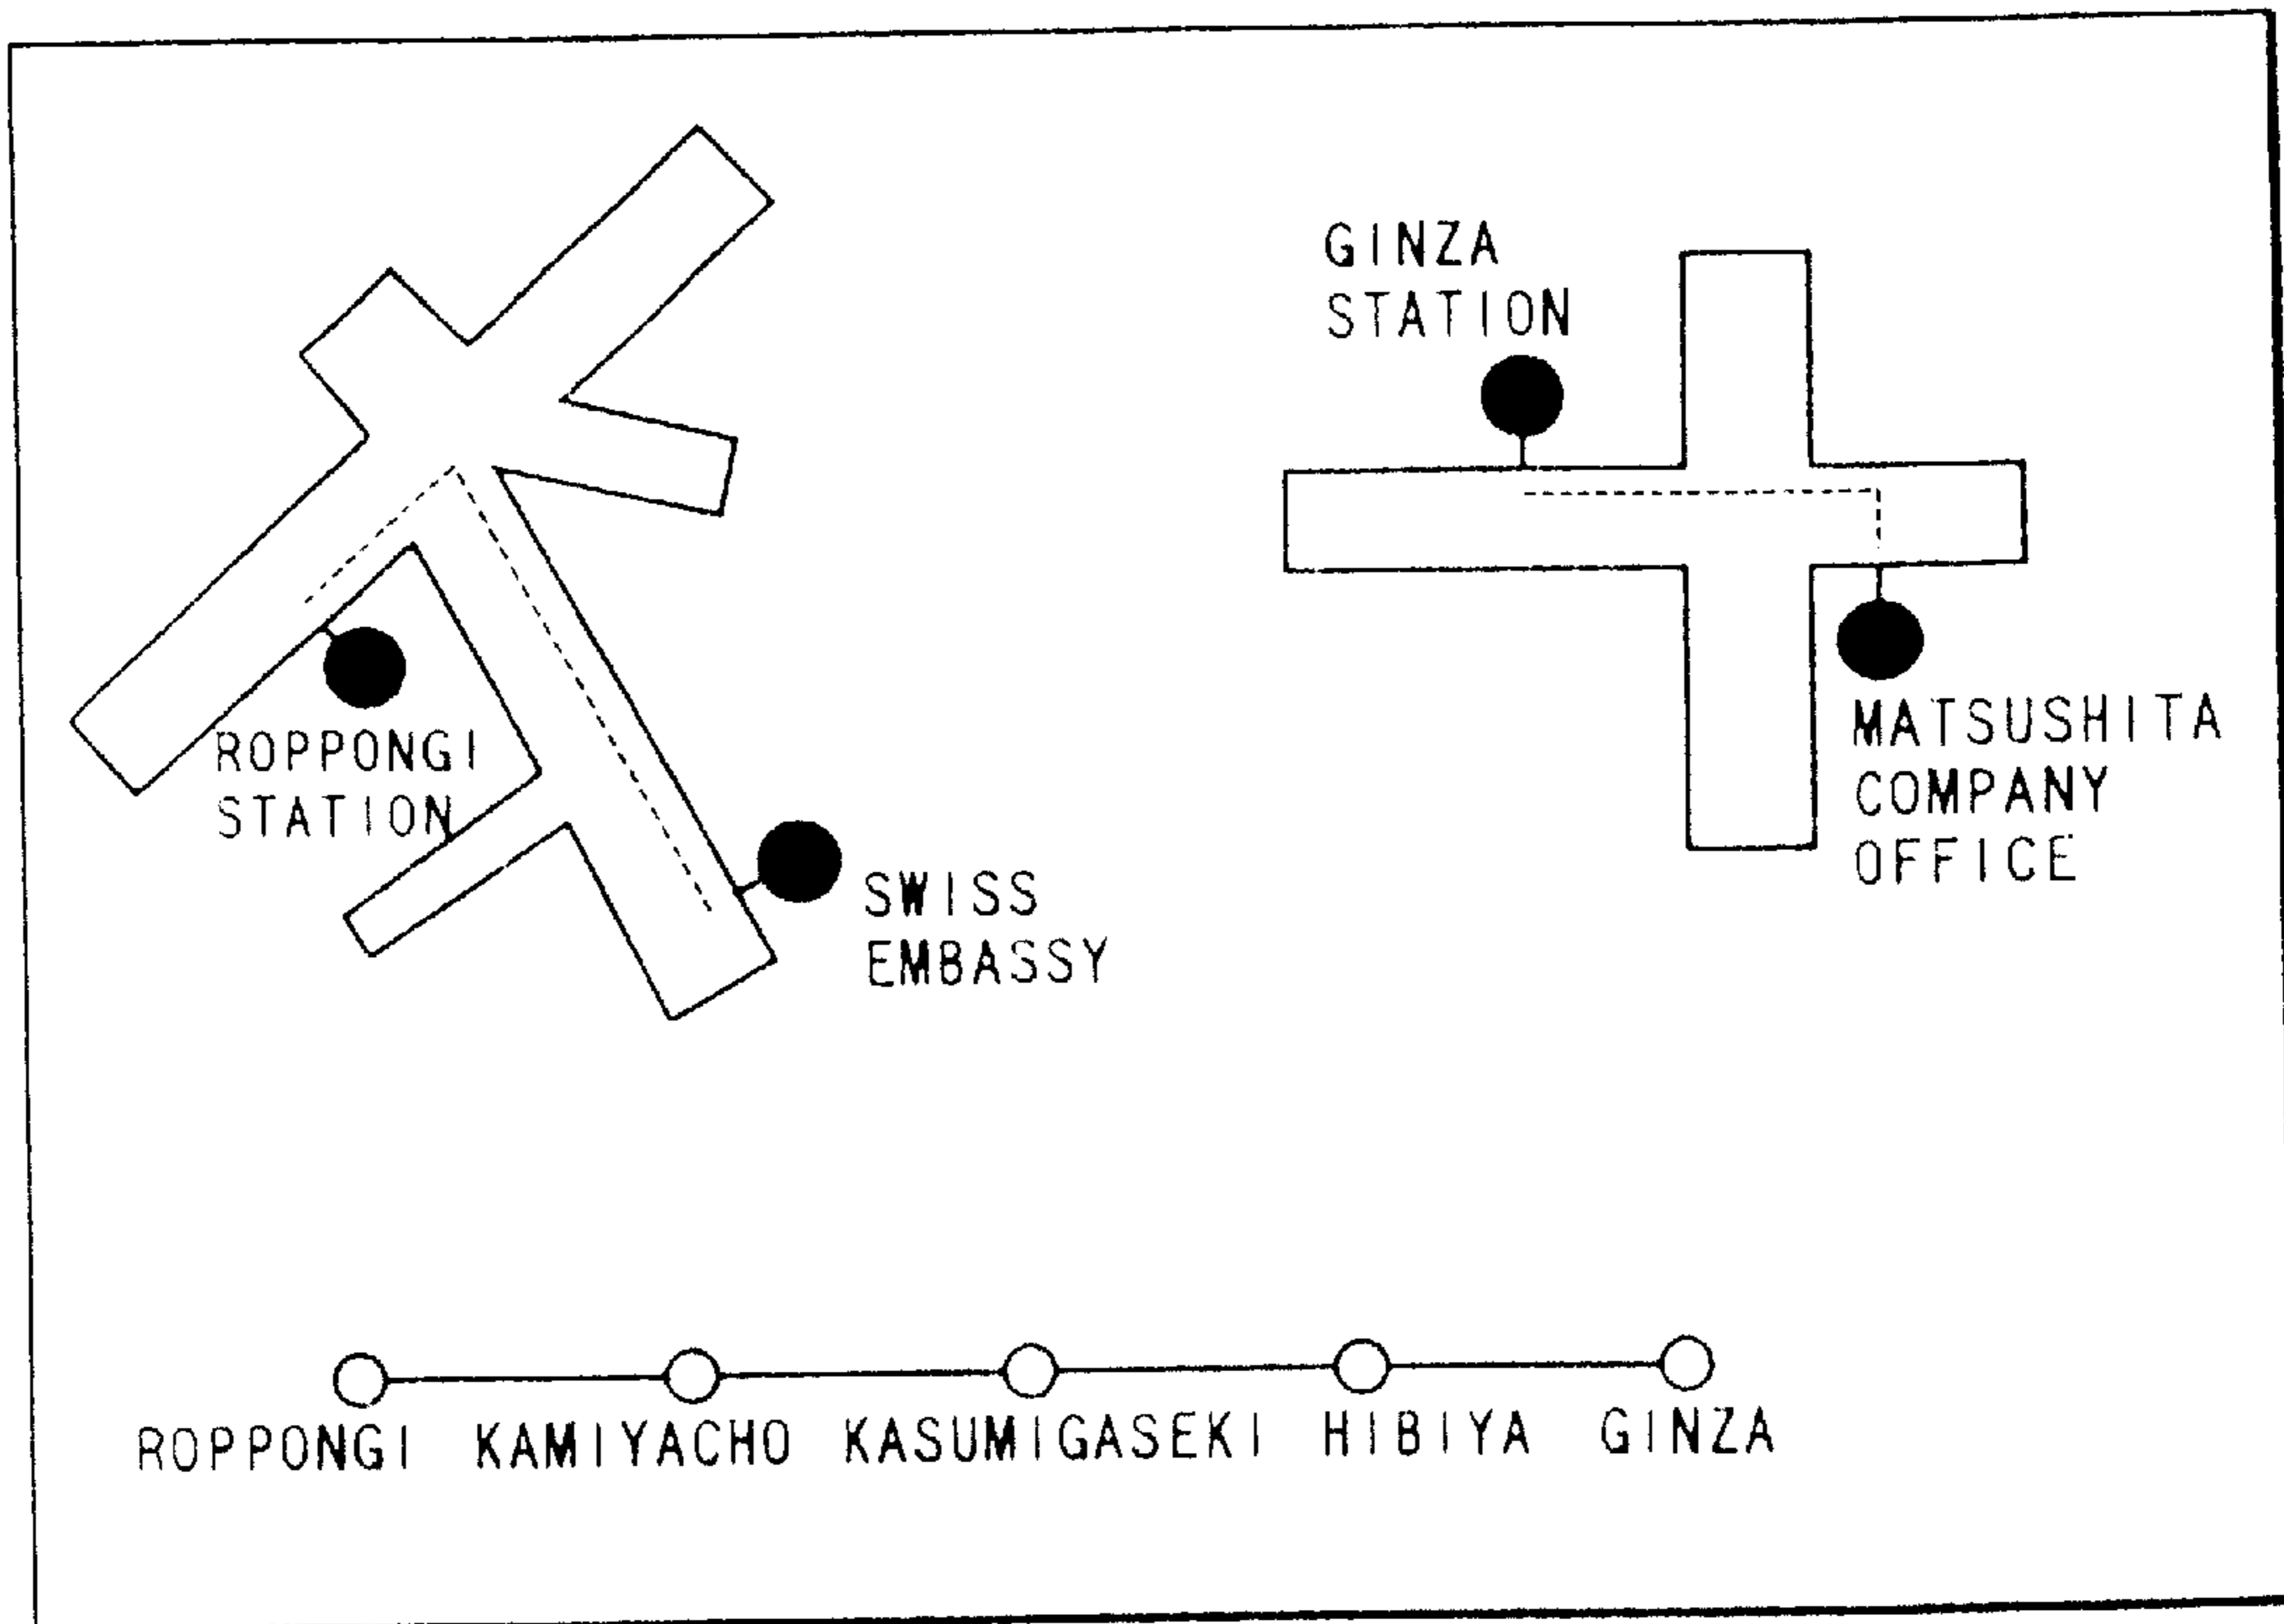 GINZA
STATION
ROPPONGI
STATION
MATSUSHITA
COMPANY
OFFICE
SWISS
EMBASSY
ROPPONGI KAMIYACHO KASUMIGASEKI HIBIYA GINZA